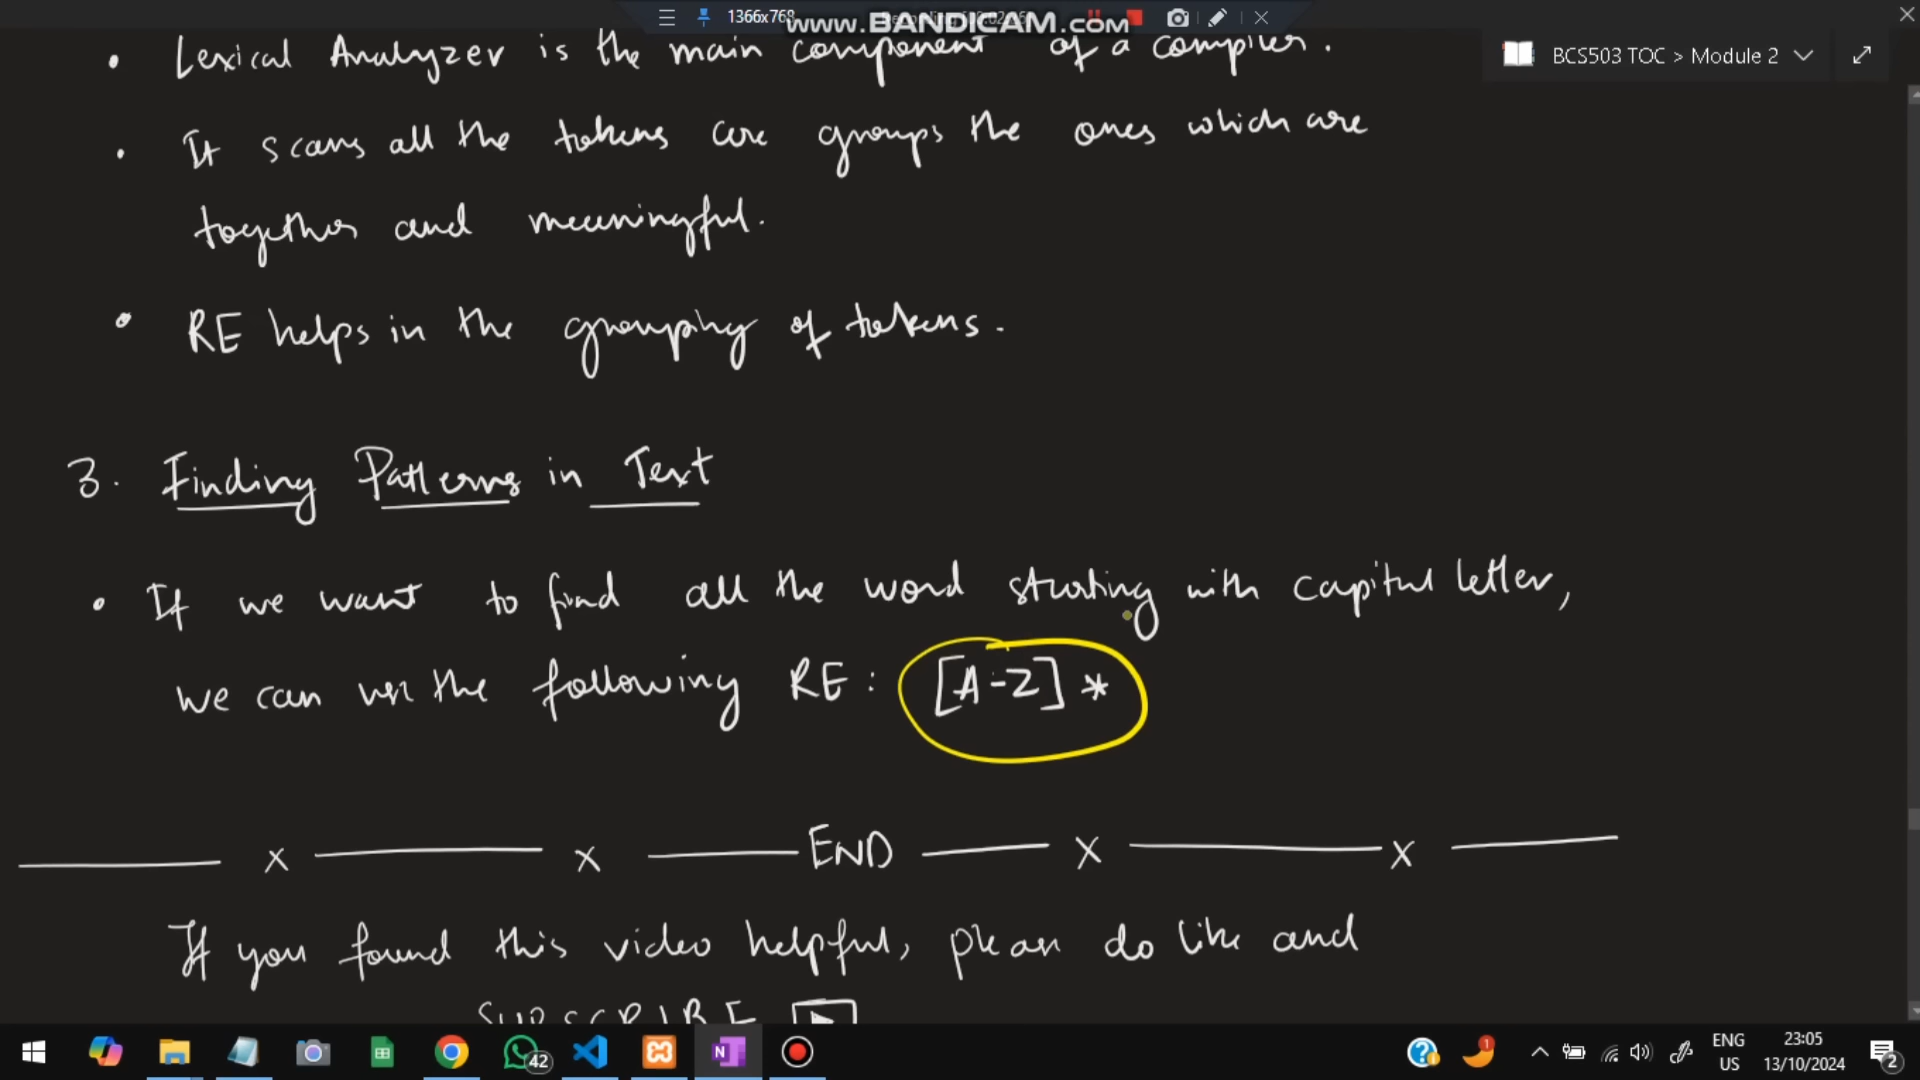 1366x768
www.BANDICAM.com
• Lexical Analyzer is the main component of a compiler.
BCS503 TOC > Module 2
• It scans all the tokens are groups the ones which are
together and meaningful.
• RE helps in the grouping of tokens.
3. Finding Patterns in Text
• If we want to find all the word starting with capital letter,
we can use the following RE: [A-Z]*
x x END x x
If you found this video helpful, please do like and
SUBSCRIBE
42
1
ENG
US
23:05
13/10/2024
2